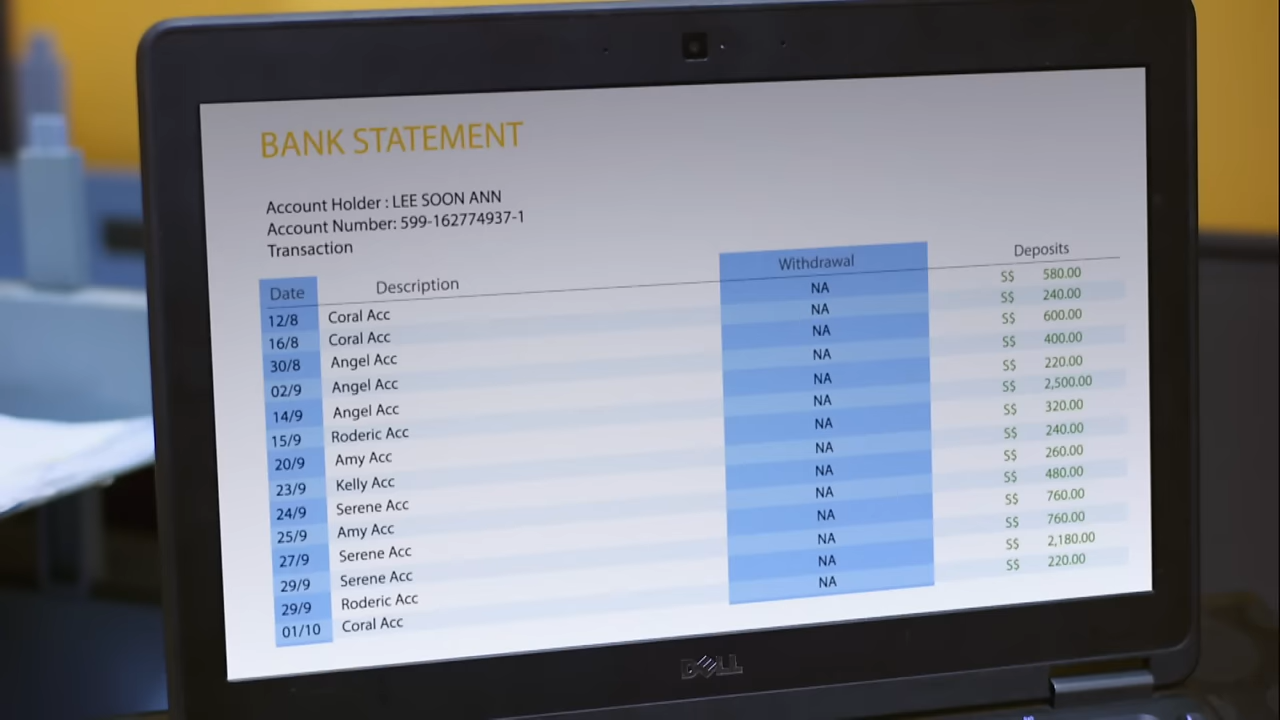 BANK STATEMENT
Account Holder : LEE SOON ANN
Account Number: 599-162774937-1
Transaction
Date Description Withdrawal Deposits
12/8 Coral Acc NA S$ 580.00
16/8 Coral Acc NA S$ 240.00
30/8 Angel Acc NA S$ 600.00
02/9 Angel Acc NA S$ 400.00
14/9 Angel Acc NA S$ 220.00
15/9 Roderic Acc NA S$ 2,500.00
20/9 Amy Acc NA S$ 320.00
23/9 Kelly Acc NA S$ 240.00
24/9 Serene Acc NA S$ 260.00
25/9 Amy Acc NA S$ 480.00
27/9 Serene Acc NA S$ 760.00
29/9 Serene Acc NA S$ 760.00
29/9 Roderic Acc NA S$ 2,180.00
01/10 Coral Acc NA S$ 220.00
DELL